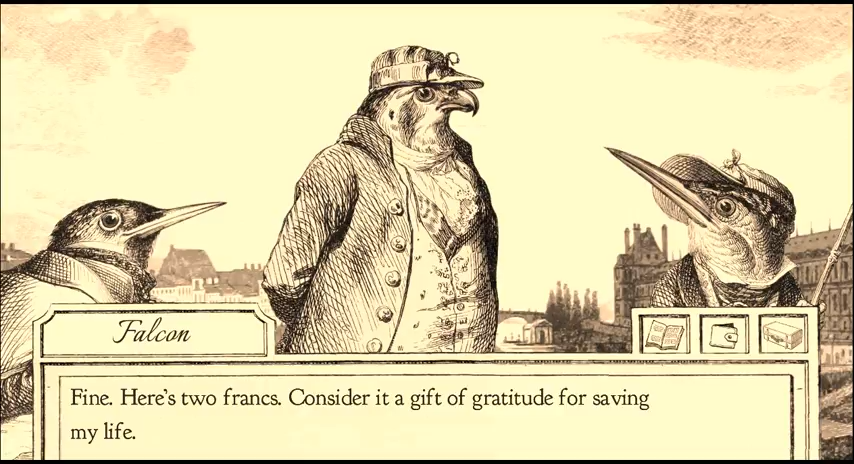 Falcon
Fine. Here's two francs. Consider it a gift of gratitude for saving
my life.